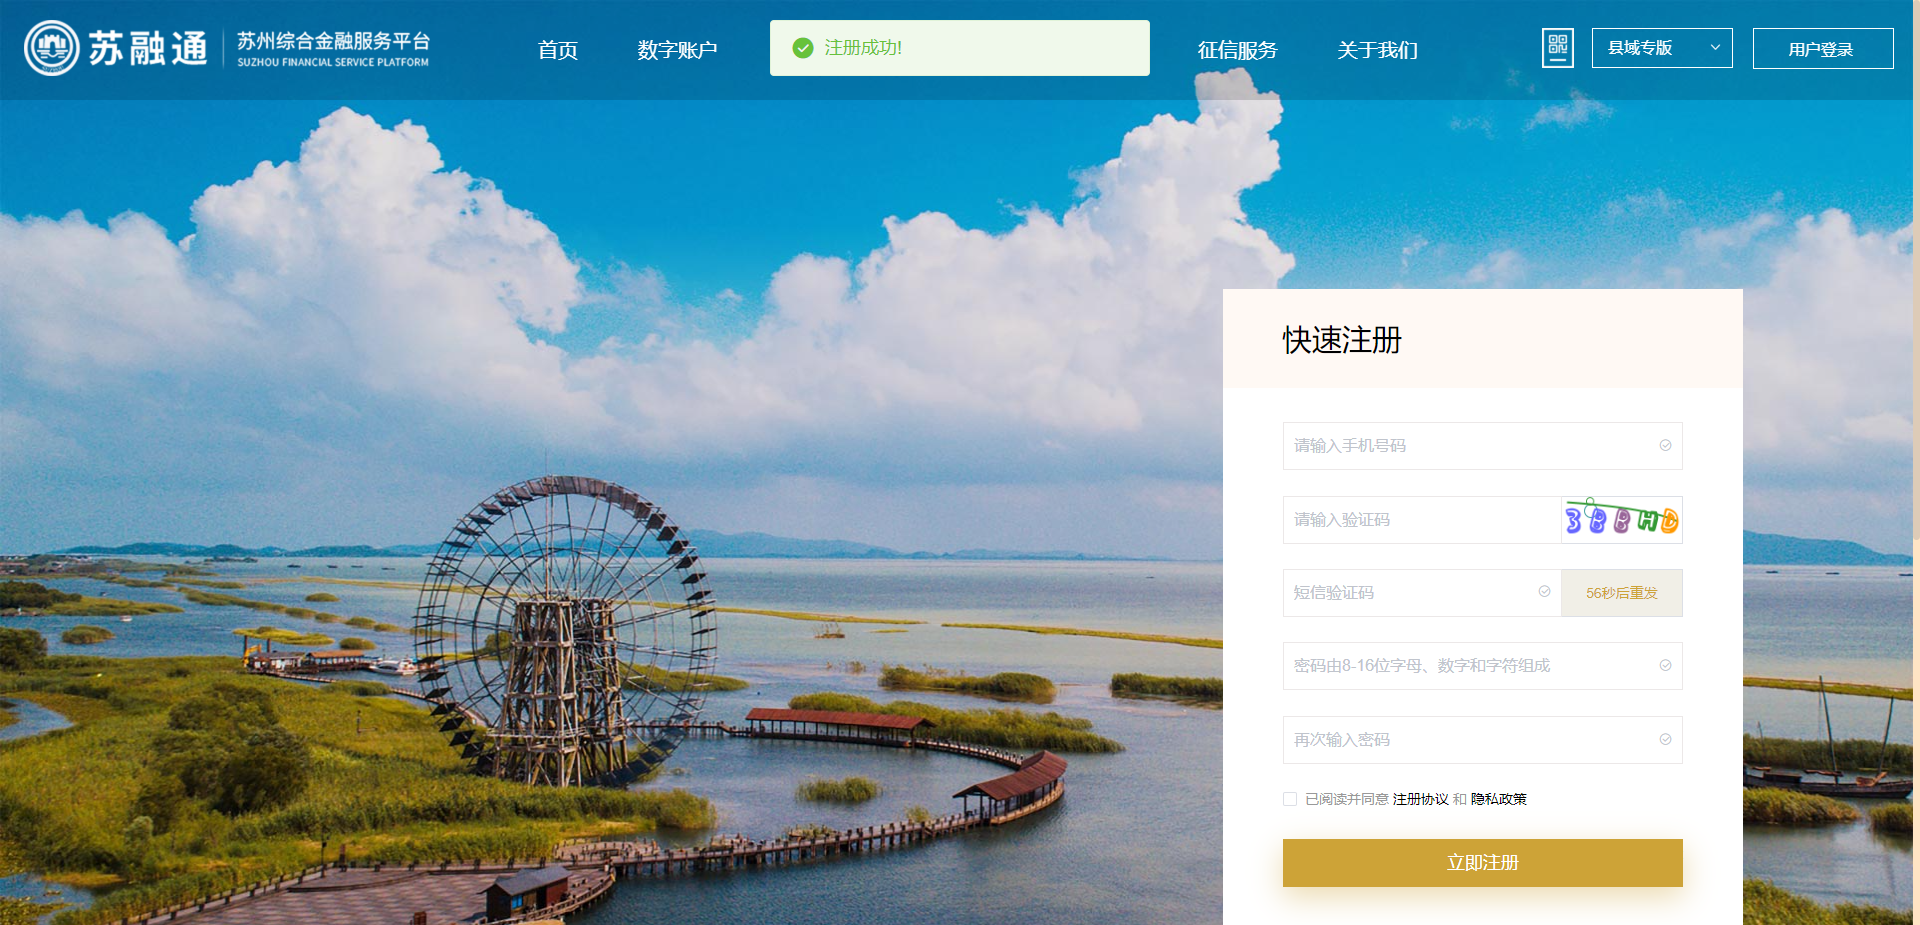 苏融通
苏州综合金融服务平台
SUZHOU FINANCIAL SERVICE PLATFORM
首页
数字账户
注册成功!
征信服务
关于我们
县域专版
用户登录
快速注册
请输入手机号码
请输入验证码
3BBHD
短信验证码
56秒后重发
密码由8-16位字母、数字和字符组成
再次输入密码
已阅读并同意 注册协议 和 隐私政策
立即注册